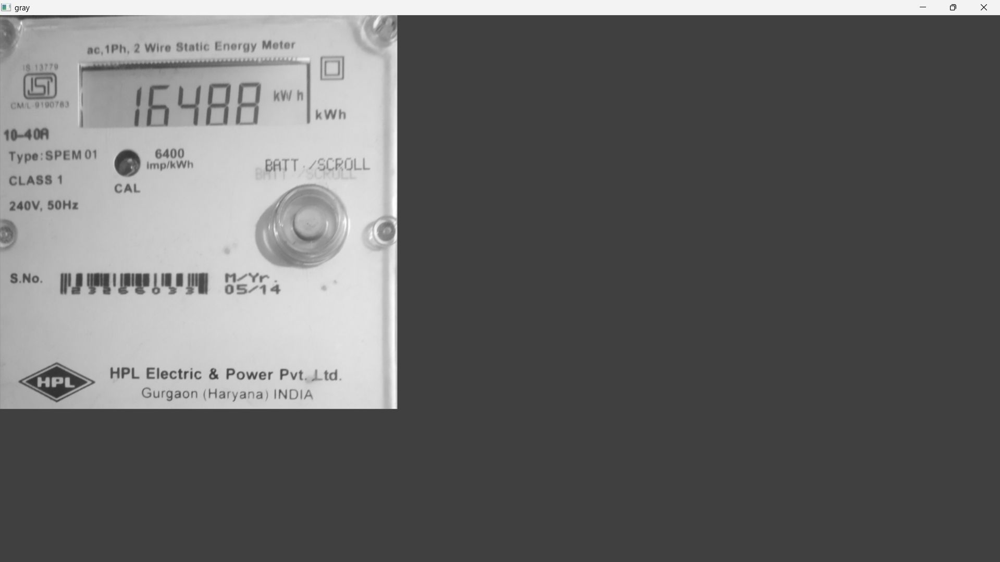 gray
ac,1Ph, 2 Wire Static Energy Meter
IS 13779
ISI
CM/L-9190783
16488 kW h
kWh
10–40A
Type:SPEM 01
6400
imp/kWh
CAL
BATT./SCROLL
CLASS 1
240V, 50Hz
S.No.
23266033
M/Yr.
05/14
HPL
HPL Electric & Power Pvt. Ltd.
Gurgaon (Haryana) INDIA